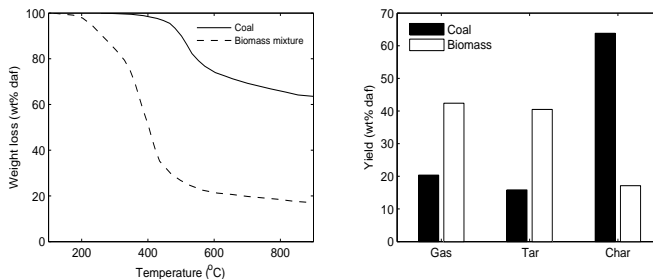 100
80
60
40
20
0
200
400
600
800
Weight loss (wt% daf)
Temperature (⁰C)
Coal
Biomass mixture
70
60
50
40
30
20
10
0
Yield (wt% daf)
Coal
Biomass
Gas
Tar
Char